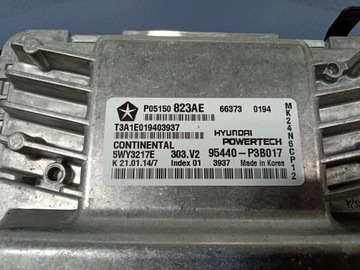 P05150 823AE 66373 0194
T3A1E019403937
HYUNDAI
POWERTECH
CONTINENTAL
5WY3217E 303.V2 95440-P3B017
K 21.01.14/7 Index 01 3937 Made in Korea
MK24N6CP12